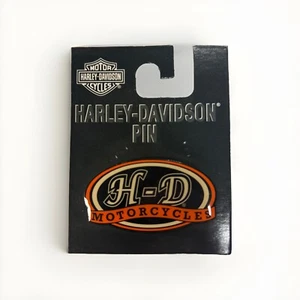 MOTOR
HARLEY-DAVIDSON
CYCLES
HARLEY-DAVIDSON®
PIN
H-D
MOTORCYCLES